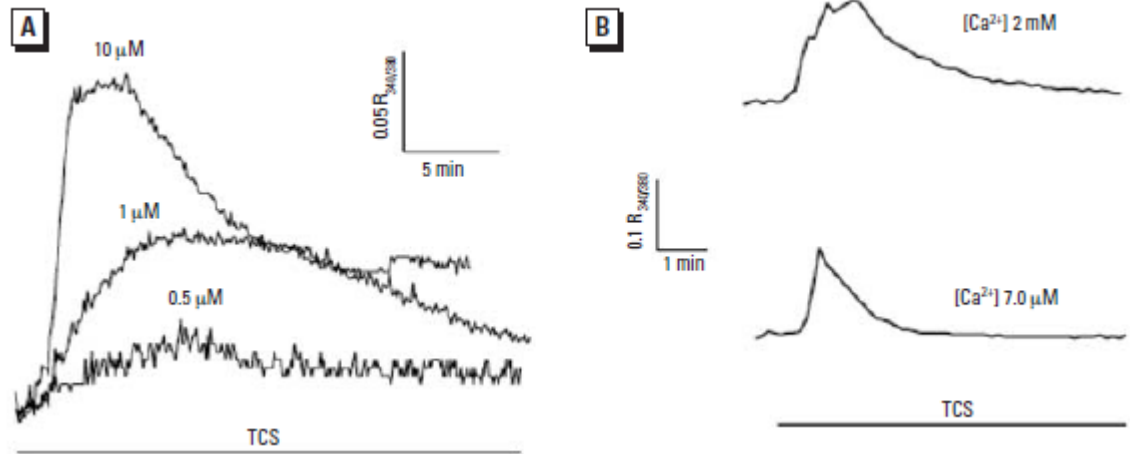 A
10 μM
0.05 R340/380
5 min
1 μM
0.5 μM
TCS
B
[Ca²⁺] 2 mM
0.1 R340/380
1 min
[Ca²⁺] 7.0 μM
TCS